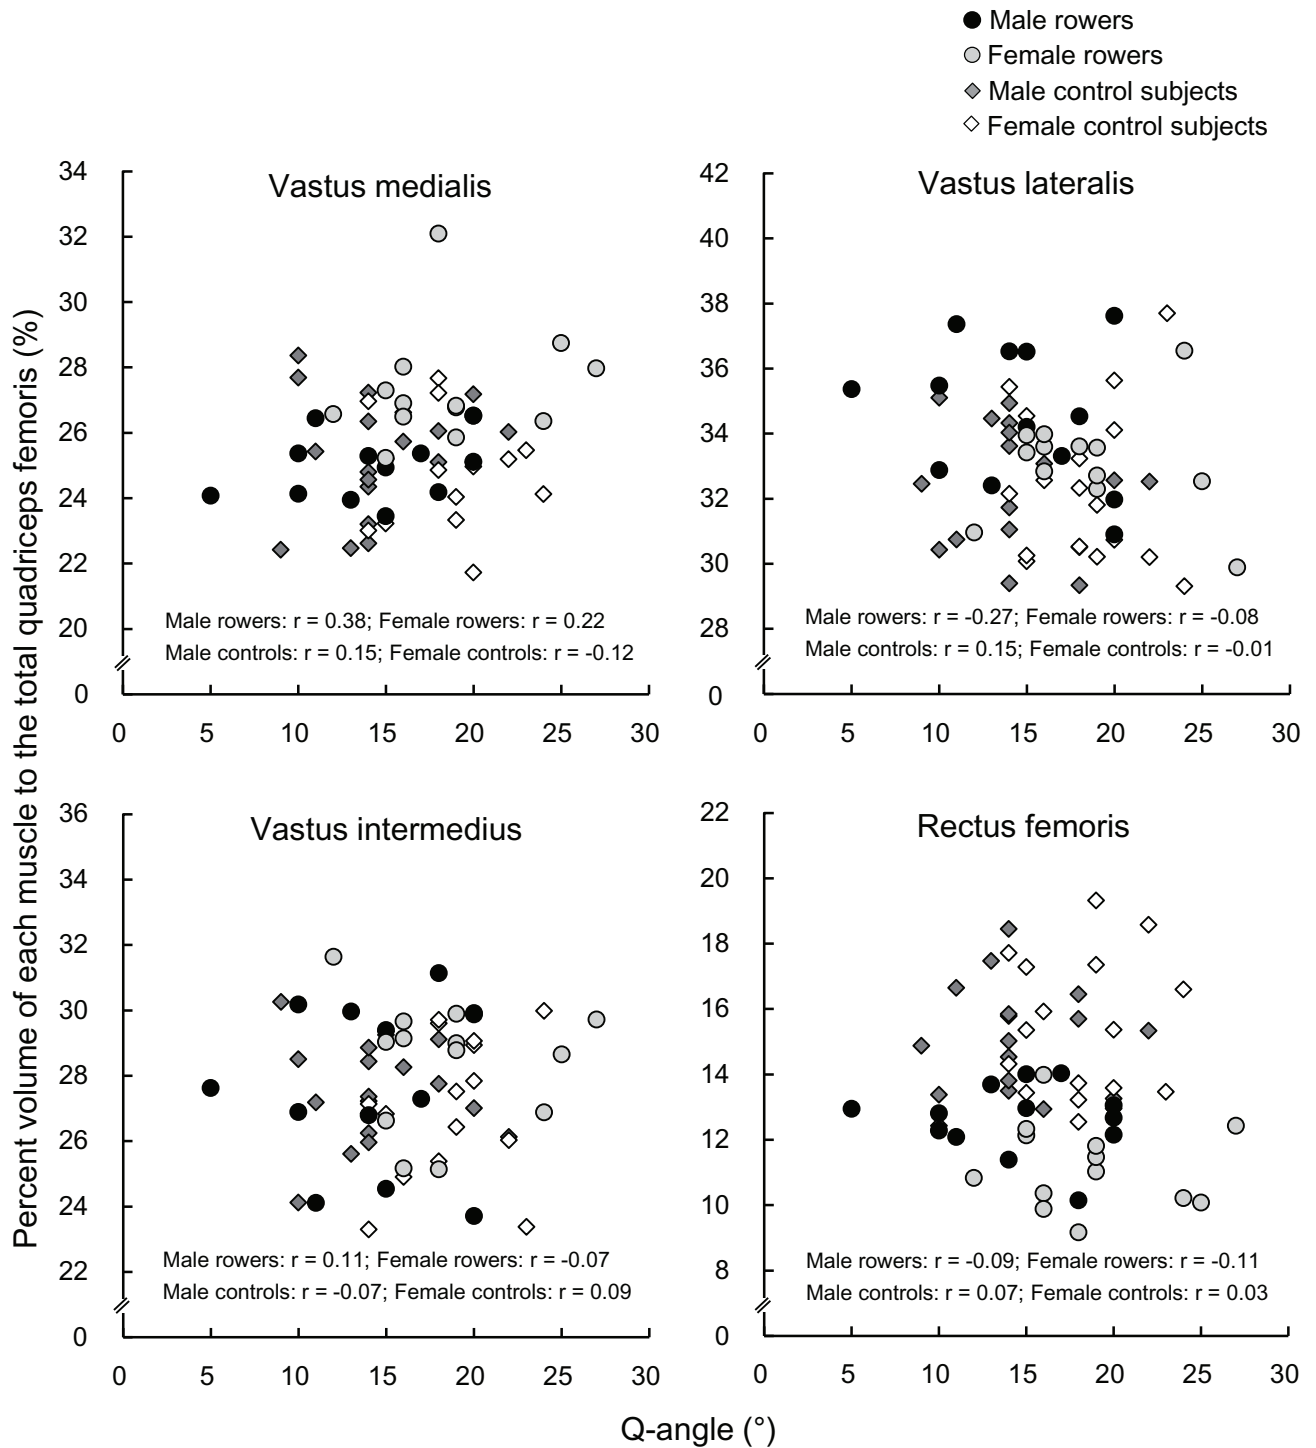 Male rowers
Female rowers
Male control subjects
Female control subjects
Percent volume of each muscle to the total quadriceps femoris (%)
Vastus medialis
34
32
30
28
26
24
22
20
0
Male rowers: r = 0.38; Female rowers: r = 0.22
Male controls: r = 0.15; Female controls: r = -0.12
0 5 10 15 20 25 30
Vastus lateralis
42
40
38
36
34
32
30
28
0
Male rowers: r = -0.27; Female rowers: r = -0.08
Male controls: r = 0.15; Female controls: r = -0.01
0 5 10 15 20 25 30
Vastus intermedius
36
34
32
30
28
26
24
22
0
Male rowers: r = 0.11; Female rowers: r = -0.07
Male controls: r = -0.07; Female controls: r = 0.09
0 5 10 15 20 25 30
Rectus femoris
22
20
18
16
14
12
10
8
0
Male rowers: r = -0.09; Female rowers: r = -0.11
Male controls: r = 0.07; Female controls: r = 0.03
0 5 10 15 20 25 30
Q-angle (°)